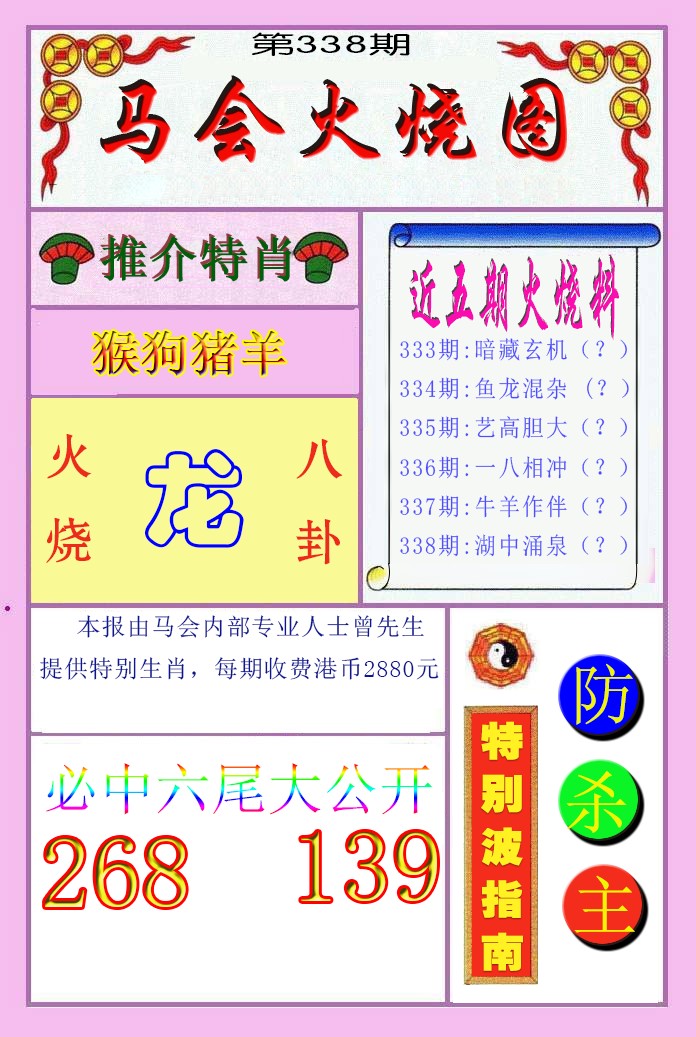 第338期
马会火烧图
推介特肖
猴狗猪羊
火烧
龙
八卦
近五期火烧料
333期:暗藏玄机（？）
334期:鱼龙混杂（？）
335期:艺高胆大（？）
336期:一八相冲（？）
337期:牛羊作伴（？）
338期:湖中涌泉（？）
本报由马会内部专业人士曾先生
提供特别生肖，每期收费港币2880元
必中六尾大公开
268 139
特别波指南
防
杀
主